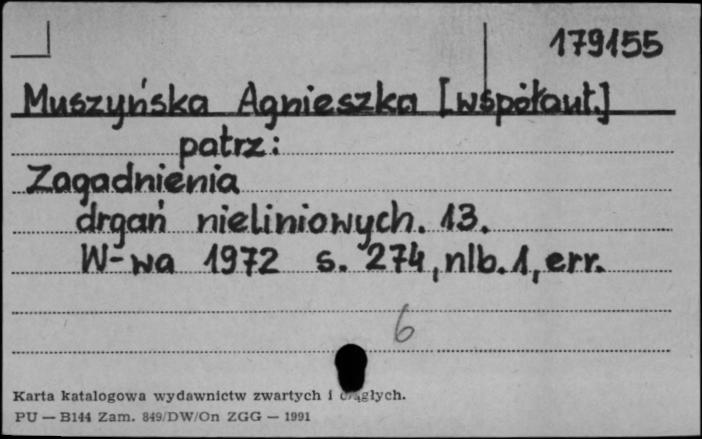 179155
Muszyńska Agnieszka [współaut.]
patrz:
Zagadnienia
drgań nieliniowych. 13.
W-wa 1972 s. 274, nlb. 1, err.
6
Karta katalogowa wydawnictw zwartych i ciągłych.
PU — B144 Zam. 849/DW/On ZGG — 1991